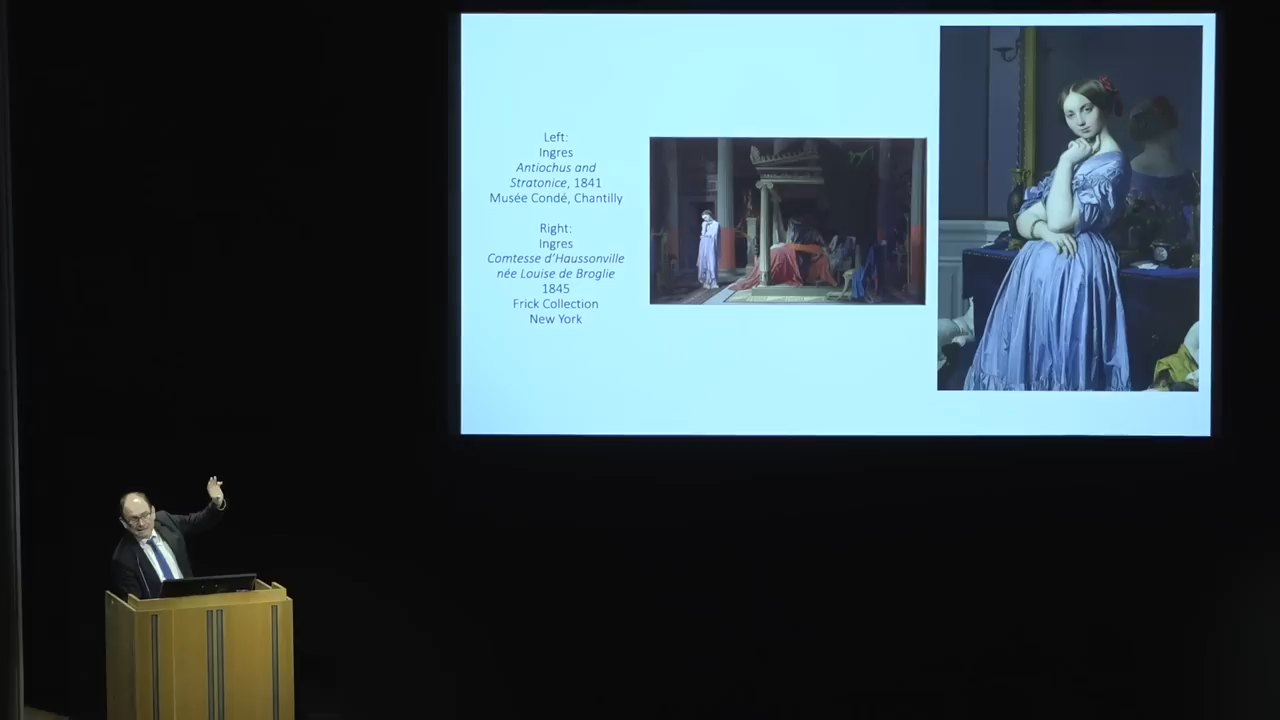 Left:
Ingres
Antiochus and
Stratonice, 1841
Musée Condé, Chantilly
Right:
Ingres
Comtesse d'Haussonville
née Louise de Broglie
1845
Frick Collection
New York